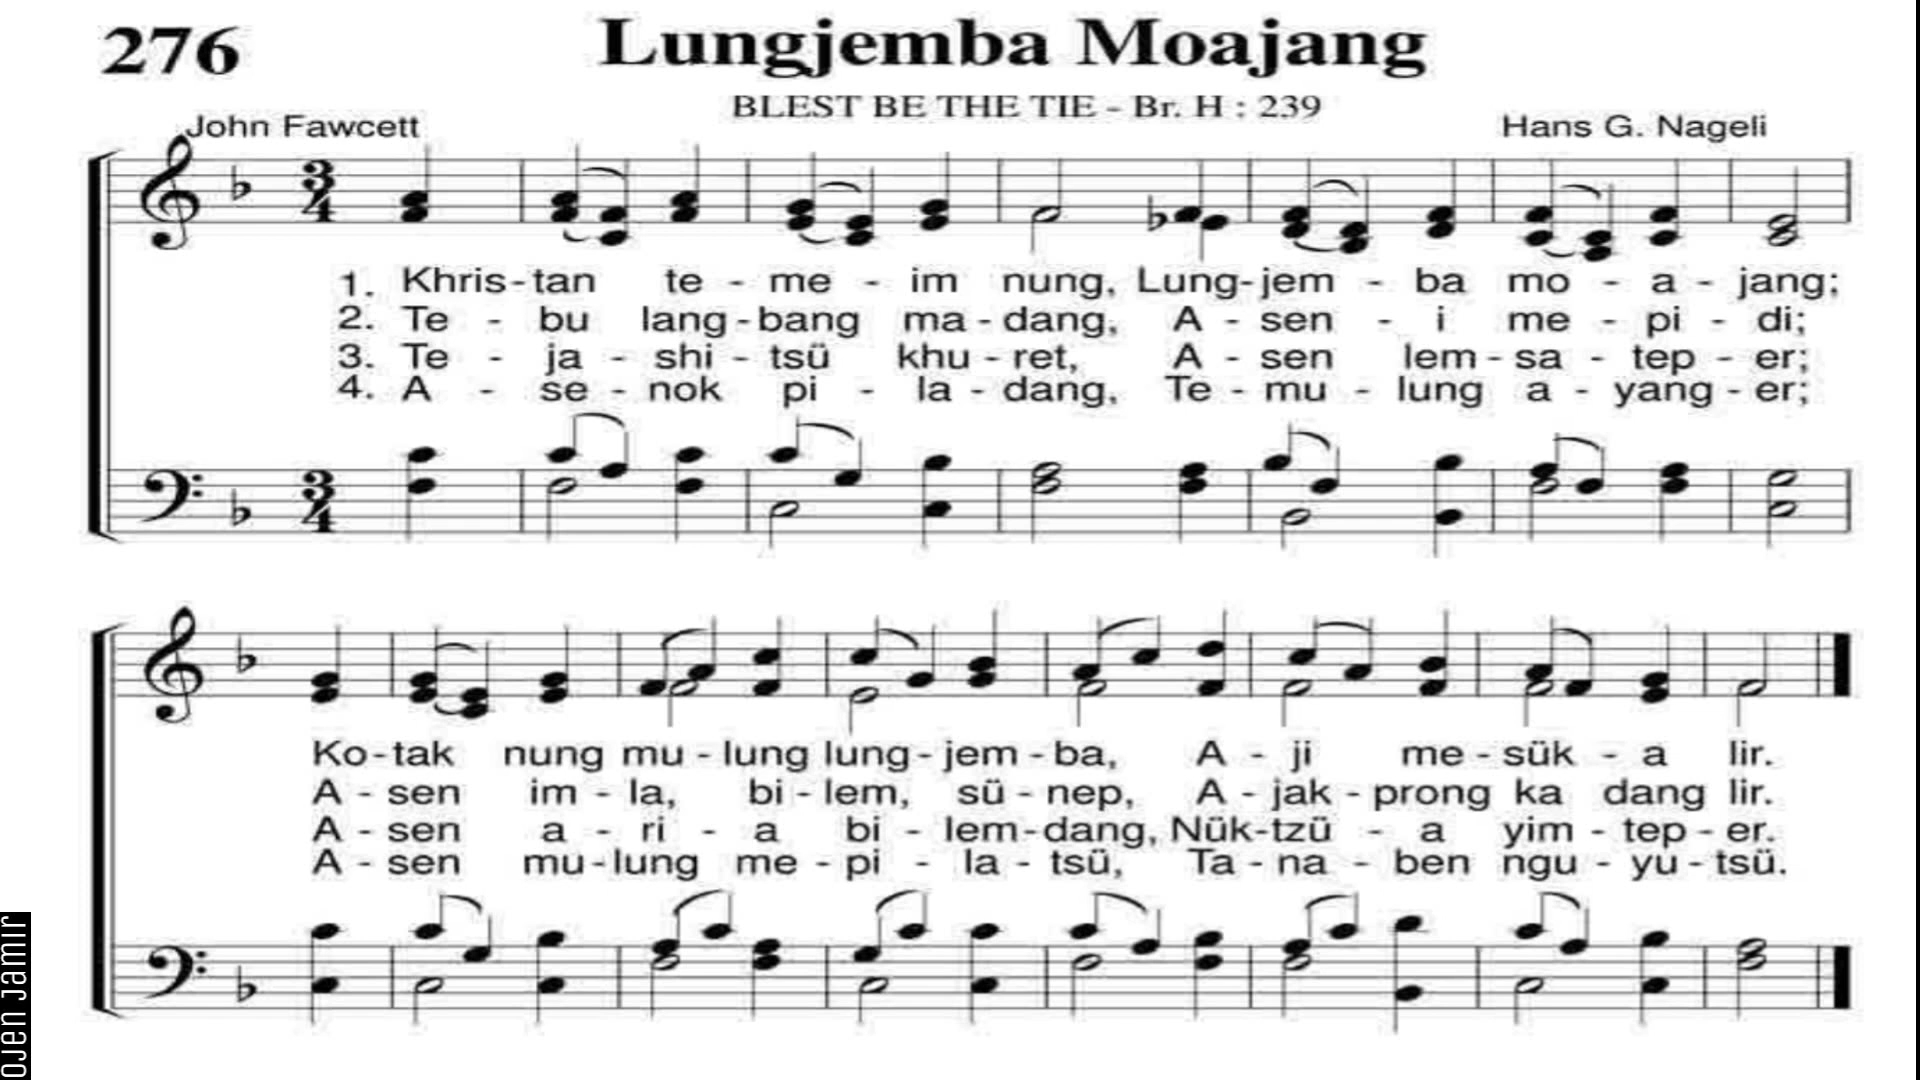 276
Lungjemba Moajang
BLEST BE THE TIE - Br. H : 239
John Fawcett
Hans G. Nageli
3 4
1. Khris-tan te - me - im nung, Lung-jem - ba mo - a - jang;
2. Te - bu lang-bang ma-dang, A - sen - i me - pi - di;
3. Te - ja - shi - tsü khu - ret, A - sen lem - sa - tep - er;
4. A - se - nok pi - la - dang, Te - mu - lung a - yang - er;
3 4
Ko-tak nung mu - lung lung - jem - ba, A - ji me - sük - a lir.
A - sen im - la, bi - lem, sü - nep, A - jak - prong ka dang lir.
A - sen a - ri - a bi - lem-dang, Nük-tzü - a yim - tep - er.
A - sen mu-lung me - pi - la - tsü, Ta - na - ben ngu - yu - tsü.
OJEN JAMIR